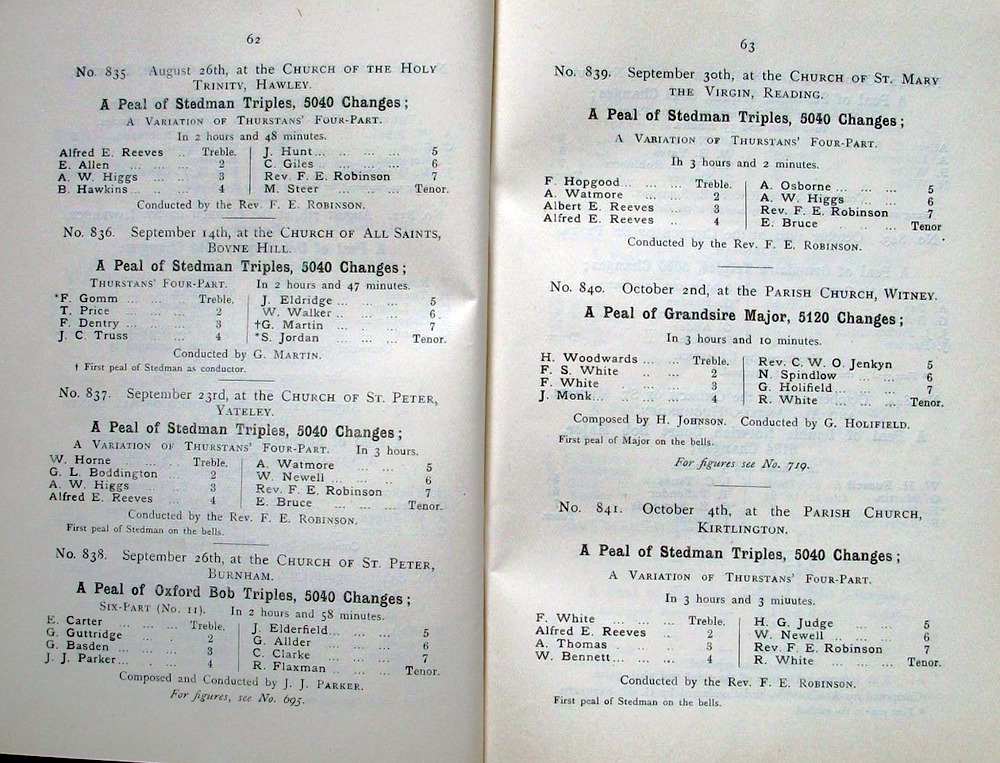 62
No. 835. August 26th, at the CHURCH OF THE HOLY
TRINITY, HAWLEY.
A Peal of Stedman Triples, 5040 Changes;
A VARIATION OF THURSTANS' FOUR-PART.
In 2 hours and 48 minutes.
Alfred E. Reeves ... Treble. J. Hunt... ... ... 5
E. Allen ... ... 2 C. Giles ... ... 6
A. W. Higgs ... 3 Rev. F. E. Robinson 7
B. Hawkins... ... 4 M. Steer ... ... Tenor.
Conducted by the Rev. F. E. ROBINSON.
No. 836. September 14th, at the CHURCH OF ALL SAINTS,
BOYNE HILL.
A Peal of Stedman Triples, 5040 Changes;
THURSTANS' FOUR-PART. In 2 hours and 47 minutes.
*F. Gomm ... ... Treble. J. Eldridge ... ... 5
T. Price ... ... 2 W. Walker ... ... 6
F. Dentry ... ... 3 †G. Martin ... ... 7
J. C. Truss ... ... 4 *S. Jordan ... ... Tenor.
Conducted by G. MARTIN.
† First peal of Stedman as conductor.
No. 837. September 23rd, at the CHURCH OF ST. PETER,
YATELEY.
A Peal of Stedman Triples, 5040 Changes;
A VARIATION OF THURSTANS' FOUR-PART. In 3 hours.
W. Horne ... ... Treble. A. Watmore ... ... 5
G. L. Boddington ... 2 W. Newell ... ... 6
A. W. Higgs ... 3 Rev. F. E. Robinson 7
Alfred E. Reeves ... 4 E. Bruce ... ... Tenor.
Conducted by the Rev. F. E. ROBINSON.
First peal of Stedman on the bells.
No. 838. September 26th, at the CHURCH OF ST. PETER,
BURNHAM.
A Peal of Oxford Bob Triples, 5040 Changes;
SIX-PART (No. 11). In 2 hours and 58 minutes.
E. Carter ... ... Treble. J. Elderfield... ... 5
G. Guttridge ... 2 G. Allder ... ... 6
G. Basden ... ... 3 C. Clarke ... ... 7
J. J. Parker... ... 4 R. Flaxman ... ... Tenor.
Composed and Conducted by J. J. PARKER.
For figures, see No. 695.
63
No. 839. September 30th, at the CHURCH OF ST. MARY
THE VIRGIN, READING.
A Peal of Stedman Triples, 5040 Changes;
A VARIATION OF THURSTANS' FOUR-PART.
In 3 hours and 2 minutes.
F. Hopgood... ... ... Treble. A. Osborne ... ... 5
A. Watmore ... ... 2 A. W. Higgs ... ... 6
Albert E. Reeves ... 3 Rev. F. E. Robinson 7
Alfred E. Reeves ... 4 E. Bruce ... ... ... Tenor
Conducted by the Rev. F. E. ROBINSON.
No. 840. October 2nd, at the PARISH CHURCH, WITNEY.
A Peal of Grandsire Major, 5120 Changes;
In 3 hours and 10 minutes.
H. Woodwards ... ... Treble. Rev. C. W. O. Jenkyn 5
F. S. White ... ... 2 N. Spindlow ... ... 6
F. White ... ... 3 G. Holifield... ... ... 7
J. Monk... ... ... 4 R. White ... ... ... Tenor.
Composed by H. JOHNSON. Conducted by G. HOLIFIELD.
First peal of Major on the bells.
For figures see No. 719.
No. 841. October 4th, at the PARISH CHURCH,
KIRTLINGTON.
A Peal of Stedman Triples, 5040 Changes;
A VARIATION OF THURSTANS' FOUR-PART.
In 3 hours and 3 miuutes.
F. White ... ... ... Treble. H. G. Judge ... ... 5
Alfred E. Reeves ... 2 W. Newell ... ... 6
A. Thomas ... ... 3 Rev. F. E. Robinson 7
W. Bennett... ... ... 4 R. White ... ... ... Tenor.
Conducted by the Rev. F. E. ROBINSON.
First peal of Stedman on the bells.